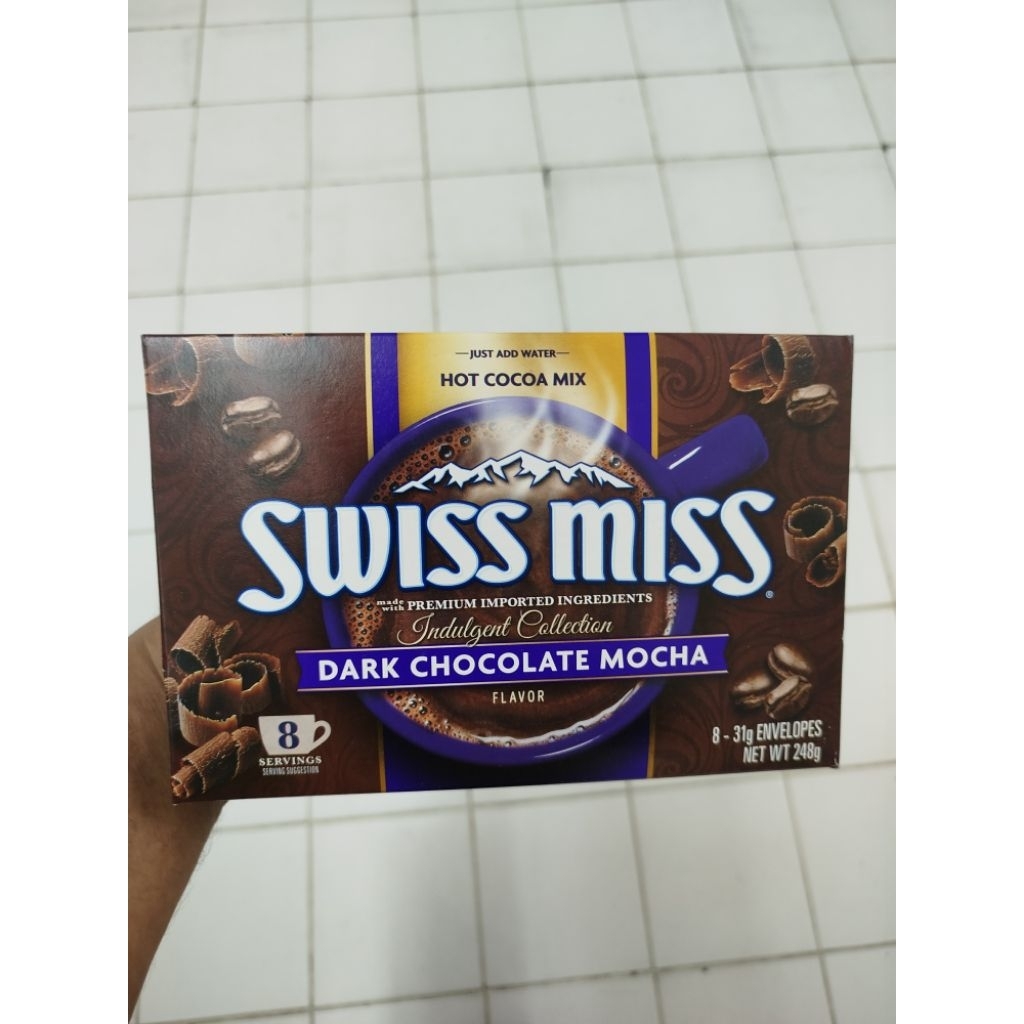 JUST ADD WATER
HOT COCOA MIX
SWISS MISS®
made with PREMIUM IMPORTED INGREDIENTS
Indulgent Collection
DARK CHOCOLATE MOCHA
FLAVOR
8
SERVINGS
SERVING SUGGESTION
8 - 31g ENVELOPES
NET WT 248g